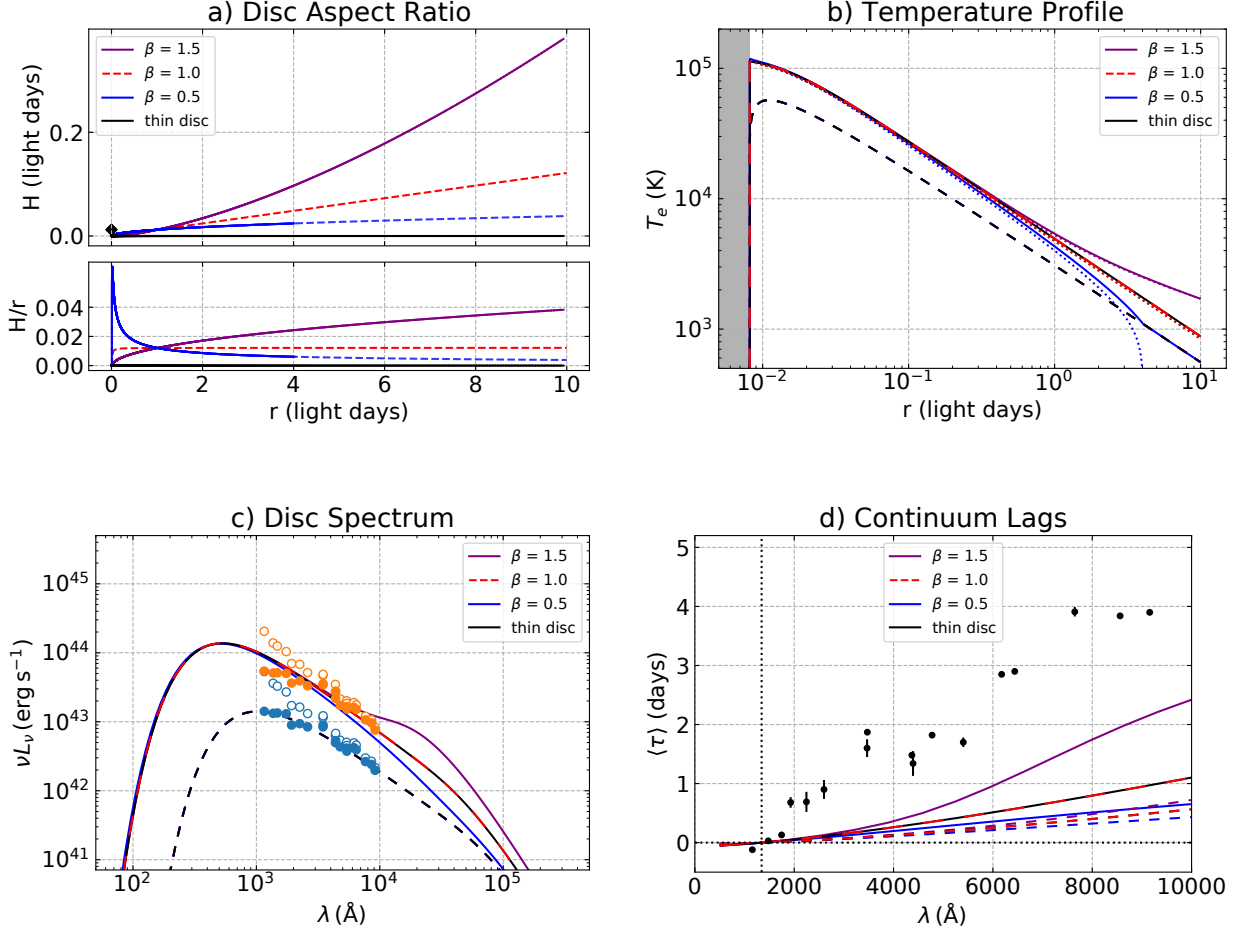 a) Disc Aspect Ratio
β = 1.5
β = 1.0
β = 0.5
thin disc
H (light days)
0.2
0.0
H/r
0.04
0.02
0.00
0 2 4 6 8 10
r (light days)
b) Temperature Profile
β = 1.5
β = 1.0
β = 0.5
thin disc
T_e (K)
10^5
10^4
10^3
10^−2 10^−1 10^0 10^1
r (light days)
c) Disc Spectrum
β = 1.5
β = 1.0
β = 0.5
thin disc
νL_ν (erg s^−1)
10^45
10^44
10^43
10^42
10^41
10^2 10^3 10^4 10^5
λ (Å)
d) Continuum Lags
β = 1.5
β = 1.0
β = 0.5
thin disc
⟨τ⟩ (days)
5
4
3
2
1
0
2000 4000 6000 8000 10000
λ (Å)